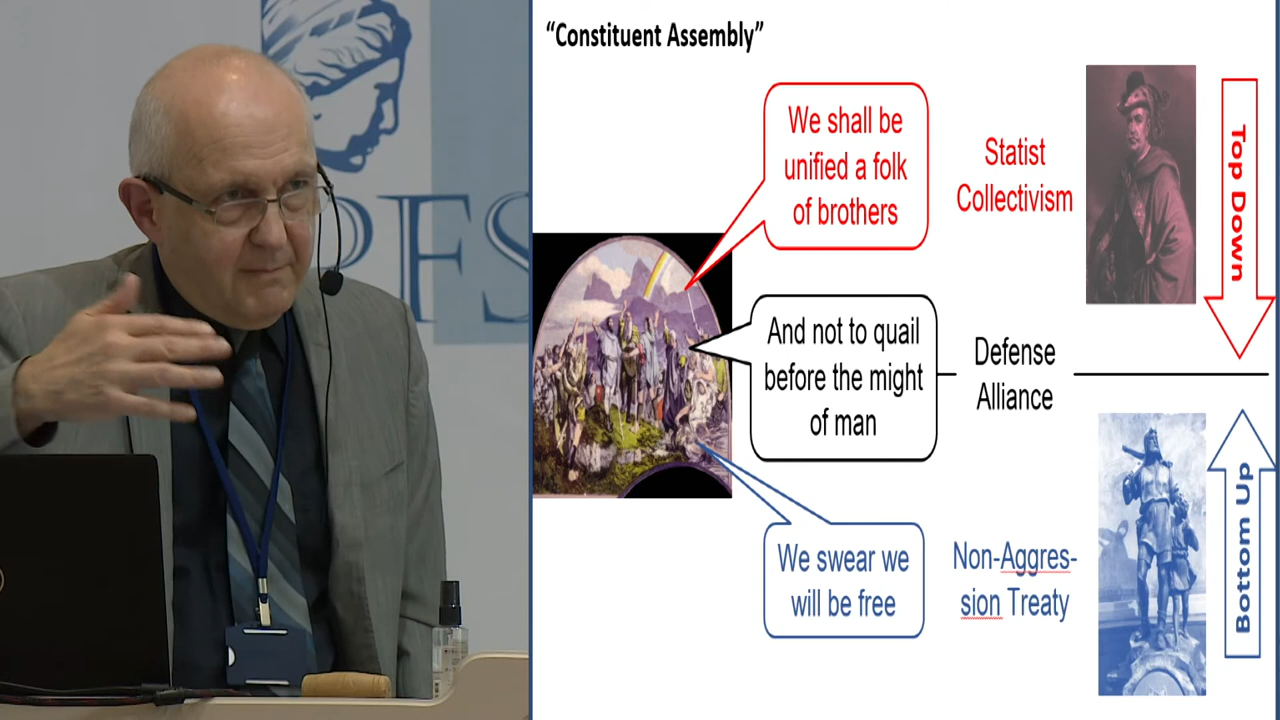 PFS
“Constituent Assembly”
We shall be
unified a folk
of brothers
Statist
Collectivism
Top Down
And not to quail
before the might
of man
Defense
Alliance
We swear we
will be free
Non-Aggres-
sion Treaty
Bottom Up